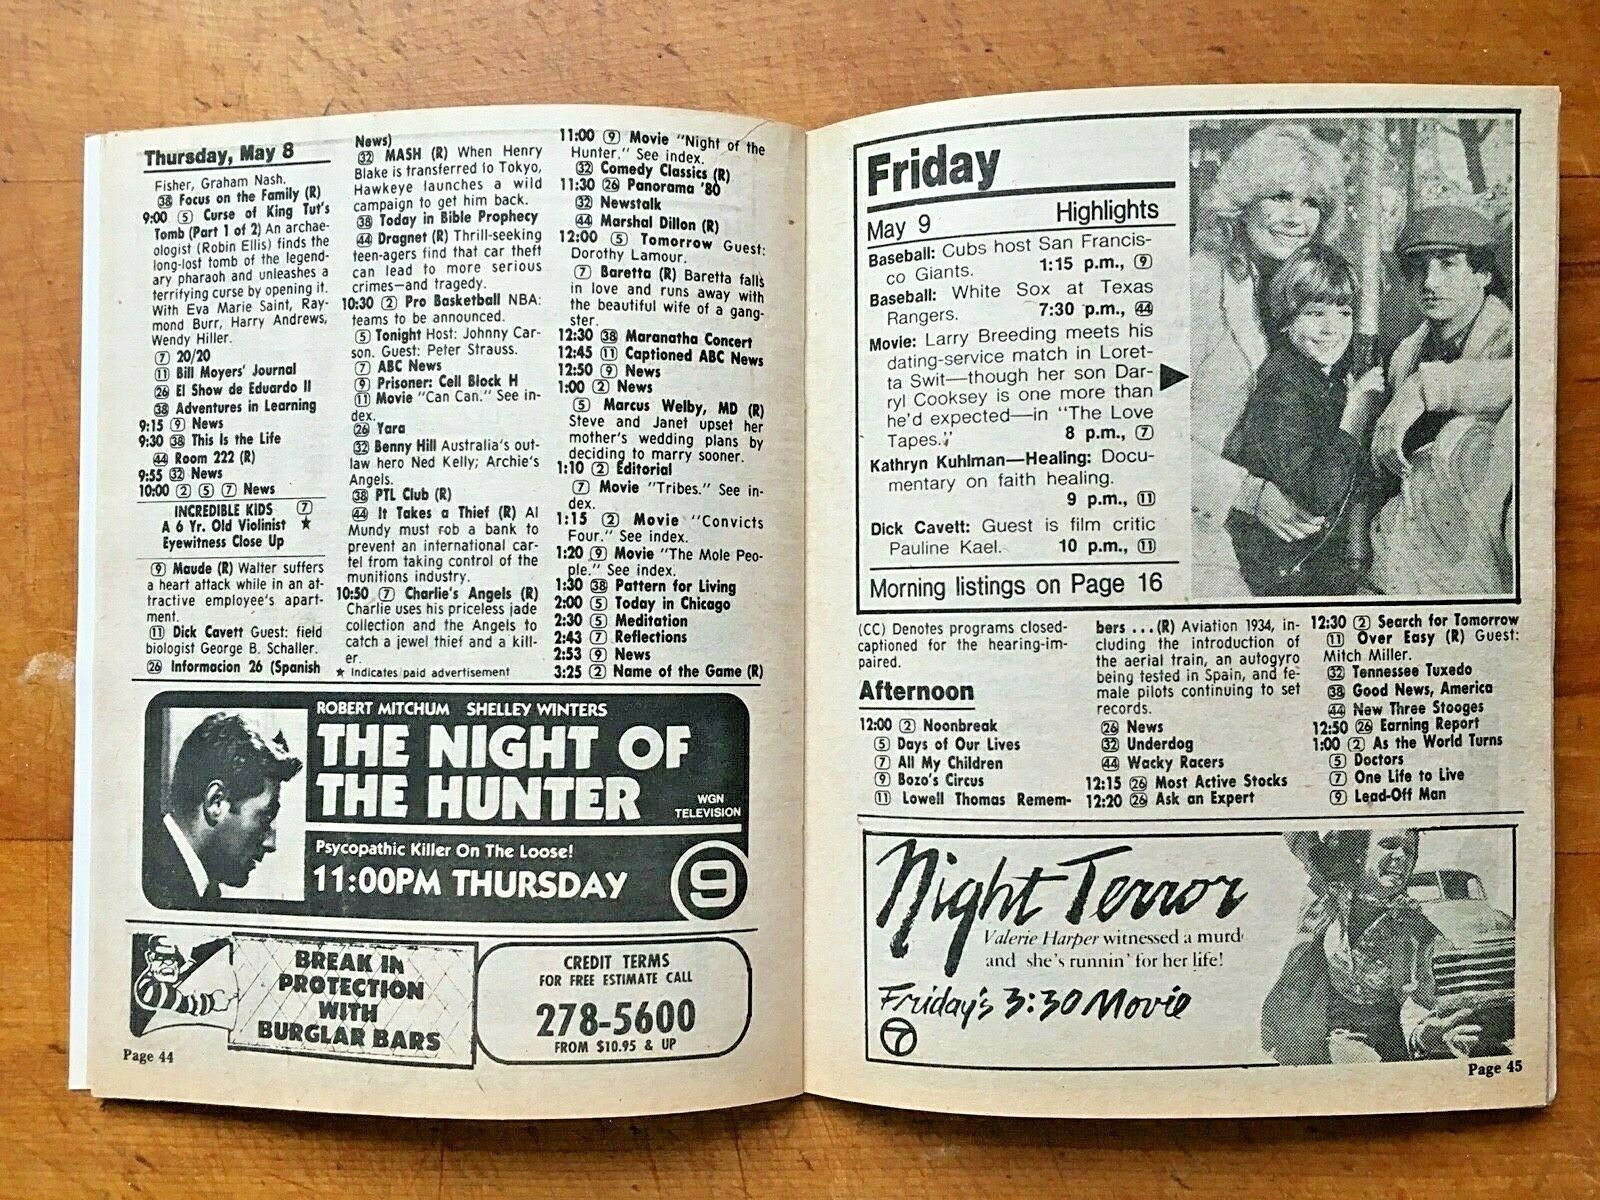 Thursday, May 8
Fisher, Graham Nash.
38 Focus on the Family (R)
9:00 5 Curse of King Tut's
Tomb (Part 1 of 2) An archae-
ologist (Robin Ellis) finds the
long-lost tomb of the legend-
ary pharaoh and unleashes a
terrifying curse by opening it.
With Eva Marie Saint, Ray-
mond Burr, Harry Andrews,
Wendy Hiller.
7 20/20
11 Bill Moyers' Journal
26 El Show de Eduardo II
38 Adventures in Learning
9:15 9 News
9:30 38 This Is the Life
44 Room 222 (R)
9:55 32 News
10:00 2 5 7 News
INCREDIBLE KIDS 7
A 6 Yr. Old Violinist ★
Eyewitness Close Up
9 Maude (R) Walter suffers
a heart attack while in an at-
tractive employee's apart-
ment.
11 Dick Cavett Guest: field
biologist George B. Schaller.
26 Informacion 26 (Spanish
News)
32 MASH (R) When Henry
Blake is transferred to Tokyo,
Hawkeye launches a wild
campaign to get him back.
38 Today in Bible Prophecy
44 Dragnet (R) Thrill-seeking
teen-agers find that car theft
can lead to more serious
crimes—and tragedy.
10:30 2 Pro Basketball NBA:
teams to be announced.
5 Tonight Host: Johnny Car-
son. Guest: Peter Strauss.
7 ABC News
9 Prisoner: Cell Block H
11 Movie "Can Can." See in-
dex.
26 Yara
32 Benny Hill Australia's out-
law hero Ned Kelly; Archie's
Angels.
38 PTL Club (R)
44 It Takes a Thief (R) Al
Mundy must rob a bank to
prevent an international car-
tel from taking control of the
munitions industry.
10:50 7 Charlie's Angels (R)
Charlie uses his priceless jade
collection and the Angels to
catch a jewel thief and a kill-
er.
★ Indicates paid advertisement
11:00 9 Movie "Night of the
Hunter." See index.
32 Comedy Classics (R)
11:30 26 Panorama '80
32 Newstalk
44 Marshal Dillon (R)
12:00 5 Tomorrow Guest:
Dorothy Lamour.
7 Baretta (R) Baretta falls
in love and runs away with
the beautiful wife of a gang-
ster.
12:30 38 Maranatha Concert
12:45 11 Captioned ABC News
12:50 9 News
1:00 2 News
5 Marcus Welby, MD (R)
Steve and Janet upset her
mother's wedding plans by
deciding to marry sooner.
1:10 2 Editorial
7 Movie "Tribes." See in-
dex.
1:15 2 Movie "Convicts
Four." See index.
1:20 9 Movie "The Mole Peo-
ple." See index.
1:30 38 Pattern for Living
2:00 5 Today in Chicago
2:30 5 Meditation
2:43 7 Reflections
2:53 9 News
3:25 2 Name of the Game (R)
ROBERT MITCHUM SHELLEY WINTERS
THE NIGHT OF
THE HUNTER
WGN
TELEVISION
Psycopathic Killer On The Loose!
11:00PM THURSDAY
9
BREAK IN
PROTECTION
WITH
BURGLAR BARS
CREDIT TERMS
FOR FREE ESTIMATE CALL
278-5600
FROM $10.95 & UP
Page 44
Friday
May 9 Highlights
Baseball: Cubs host San Francis-
co Giants. 1:15 p.m., 9
Baseball: White Sox at Texas
Rangers. 7:30 p.m., 44
Movie: Larry Breeding meets his
dating-service match in Loret-
ta Swit—though her son Dar-
ryl Cooksey is one more than
he'd expected—in "The Love
Tapes." 8 p.m., 7
Kathryn Kuhlman—Healing: Docu-
mentary on faith healing.
9 p.m., 11
Dick Cavett: Guest is film critic
Pauline Kael. 10 p.m., 11
Morning listings on Page 16
(CC) Denotes programs closed-
captioned for the hearing-im-
paired.
Afternoon
12:00 2 Noonbreak
5 Days of Our Lives
7 All My Children
9 Bozo's Circus
11 Lowell Thomas Remem-
bers ... (R) Aviation 1934, in-
cluding the introduction of
the aerial train, an autogyro
being tested in Spain, and fe-
male pilots continuing to set
records.
26 News
32 Underdog
44 Wacky Racers
12:15 26 Most Active Stocks
12:20 26 Ask an Expert
12:30 2 Search for Tomorrow
11 Over Easy (R) Guest:
Mitch Miller.
32 Tennessee Tuxedo
38 Good News, America
44 New Three Stooges
12:50 26 Earning Report
1:00 2 As the World Turns
5 Doctors
7 One Life to Live
9 Lead-Off Man
Night Terror
Valerie Harper witnessed a murd
and she's runnin' for her life!
Friday's 3:30 Movie
7
Page 45